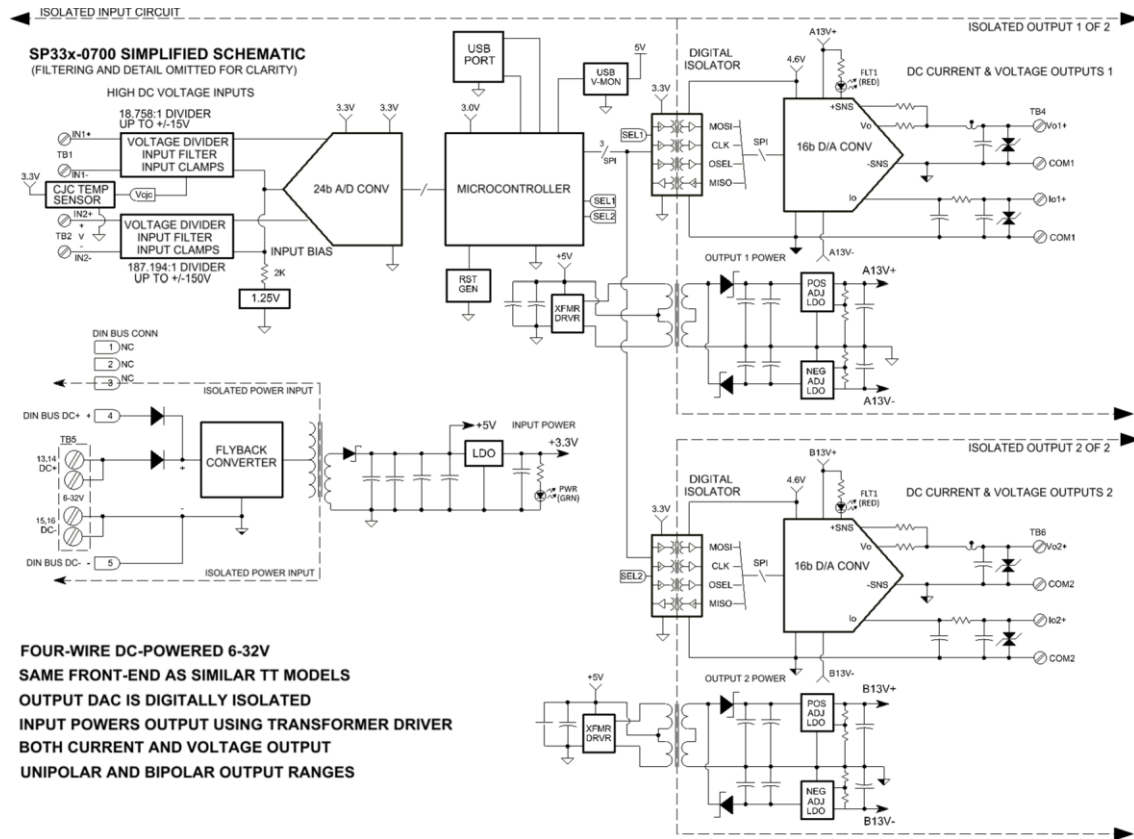 ISOLATED INPUT CIRCUIT
ISOLATED OUTPUT 1 OF 2
SP33x-0700 SIMPLIFIED SCHEMATIC
(FILTERING AND DETAIL OMITTED FOR CLARITY)
HIGH DC VOLTAGE INPUTS
18.758:1 DIVIDER
UP TO +/-15V
IN1+
TB1
IN1-
VOLTAGE DIVIDER
INPUT FILTER
INPUT CLAMPS
3.3V
CJC TEMP
SENSOR
Vcjc
IN2+
+
V
TB2
-
IN2-
VOLTAGE DIVIDER
INPUT FILTER
INPUT CLAMPS
187.194:1 DIVIDER
UP TO +/-150V
INPUT BIAS
2K
1.25V
3.3V
3.3V
24b A/D CONV
USB
PORT
3.0V
MICROCONTROLLER
5V
USB
V-MON
3
SPI
SEL1
SEL2
RST
GEN
DIGITAL
ISOLATOR
3.3V
SEL1
4.6V
MOSI
CLK
OSEL
MISO
SPI
A13V+
FLT1
(RED)
+SNS
Vo
16b D/A CONV
-SNS
Io
A13V-
DC CURRENT & VOLTAGE OUTPUTS 1
TB4
Vo1+
COM1
Io1+
COM1
+5V
XFMR
DRVR
OUTPUT 1 POWER
POS
ADJ
LDO
A13V+
NEG
ADJ
LDO
A13V-
DIN BUS CONN
1 NC
2 NC
3 NC
ISOLATED POWER INPUT
DIN BUS DC+ + 4
TB5
13,14
DC+
6-32V
15,16
DC-
DIN BUS DC- - 5
+
-
FLYBACK
CONVERTER
ISOLATED POWER INPUT
+5V
INPUT POWER
LDO
+3.3V
PWR
(GRN)
ISOLATED OUTPUT 2 OF 2
DIGITAL
ISOLATOR
3.3V
SEL2
4.6V
MOSI
CLK
OSEL
MISO
SPI
B13V+
FLT1
(RED)
+SNS
Vo
16b D/A CONV
-SNS
Io
B13V-
DC CURRENT & VOLTAGE OUTPUTS 2
TB6
Vo2+
COM2
Io2+
COM2
+5V
XFMR
DRVR
OUTPUT 2 POWER
POS
ADJ
LDO
B13V+
NEG
ADJ
LDO
B13V-
FOUR-WIRE DC-POWERED 6-32V
SAME FRONT-END AS SIMILAR TT MODELS
OUTPUT DAC IS DIGITALLY ISOLATED
INPUT POWERS OUTPUT USING TRANSFORMER DRIVER
BOTH CURRENT AND VOLTAGE OUTPUT
UNIPOLAR AND BIPOLAR OUTPUT RANGES